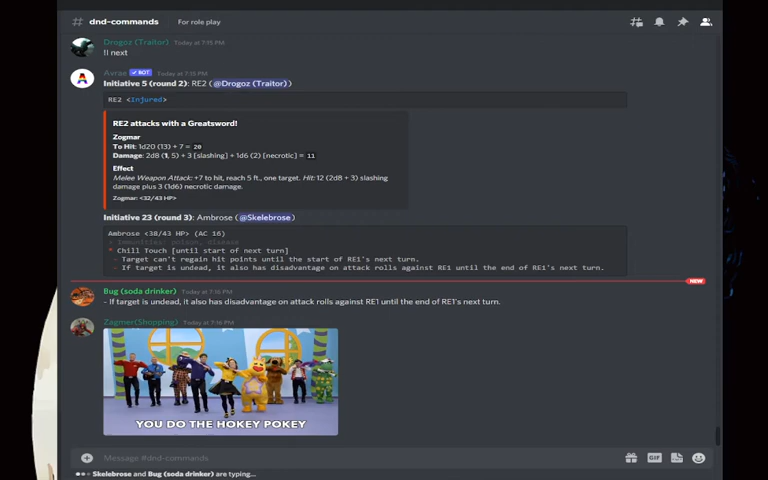 # dnd-commands For role play
Drogoz (Traitor) Today at 7:15 PM
!I next
Avrae ✓ BOT Today at 7:15 PM
Initiative 5 (round 2): RE2 (@Drogoz (Traitor))
RE2 <Injured>
RE2 attacks with a Greatsword!
Zogmar
To Hit: 1d20 (13) + 7 = 20
Damage: 2d8 (1, 5) + 3 [slashing] + 1d6 (2) [necrotic] = 11
Effect
Melee Weapon Attack: +7 to hit, reach 5 ft., one target. Hit: 12 (2d8 + 3) slashing
damage plus 3 (1d6) necrotic damage.
Zogmar: <32/43 HP>
Initiative 23 (round 3): Ambrose (@Skelebrose)
Ambrose <38/43 HP> (AC 16)
> Immunities: poison, disease
* Chill Touch [until start of next turn]
- Target can't regain hit points until the start of RE1's next turn.
- If target is undead, it also has disadvantage on attack rolls against RE1 until the end of RE1's next turn.
NEW
Bug (soda drinker) Today at 7:16 PM
- If target is undead, it also has disadvantage on attack rolls against RE1 until the end of RE1's next turn.
Zagmer(Shopping) Today at 7:16 PM
YOU DO THE HOKEY POKEY
Message #dnd-commands
GIF
Skelebrose and Bug (soda drinker) are typing...